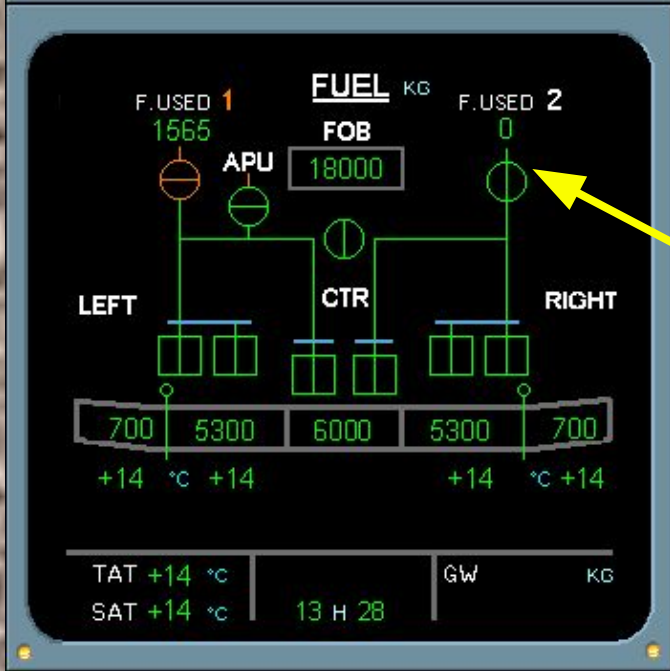 FUEL KG
F.USED 1
1565
FOB
18000
F.USED 2
0
APU
LEFT
CTR
RIGHT
700 5300 6000 5300 700
+14 °C +14
+14 °C +14
TAT +14 °C
SAT +14 °C
13 H 28
GW KG